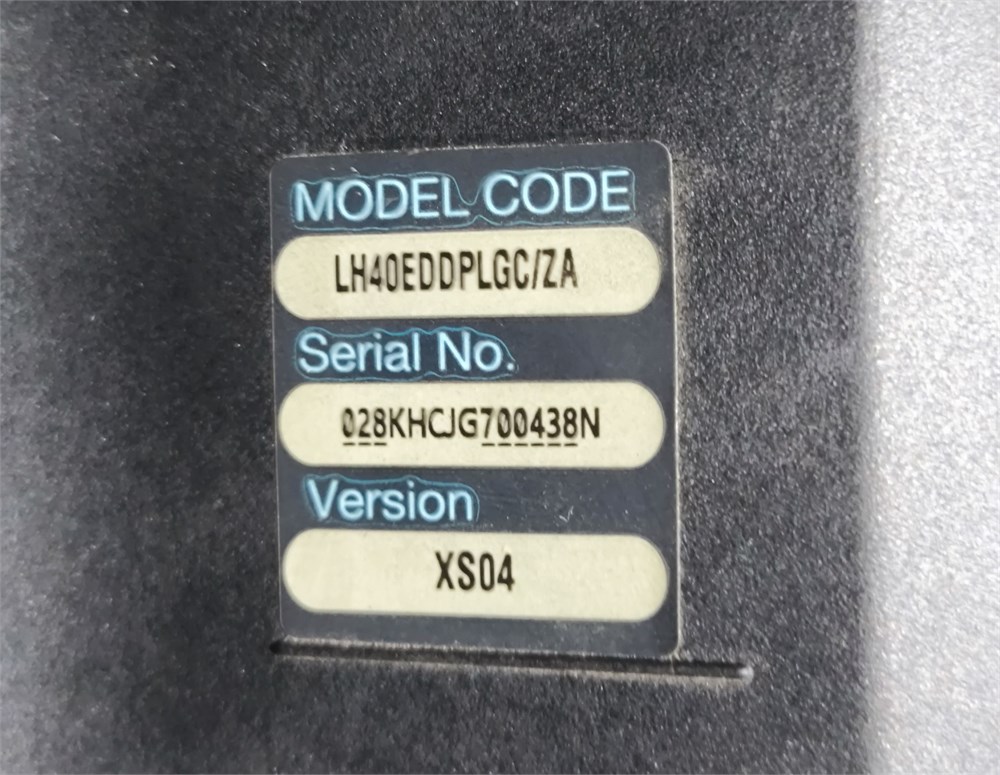 MODEL CODE
LH40EDDPLGC/ZA
Serial No.
028KHCJG700438N
Version
XS04